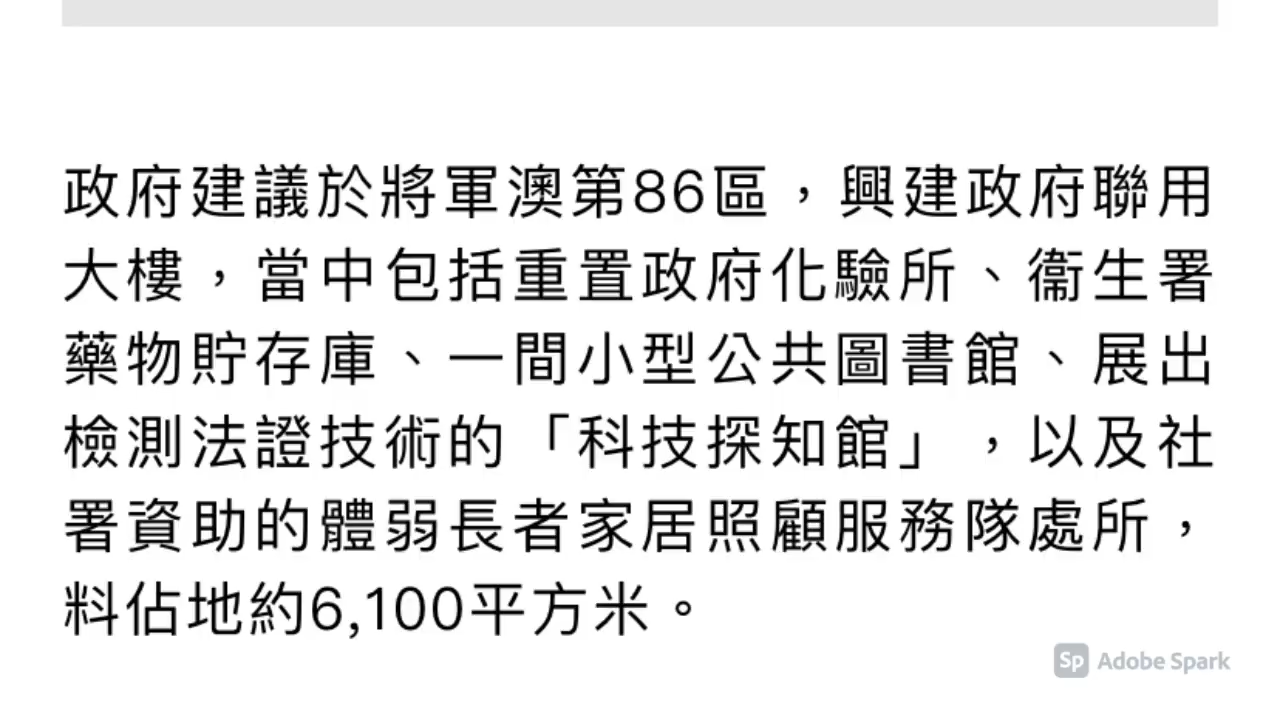 政府建議於將軍澳第86區，興建政府聯用
大樓，當中包括重置政府化驗所、衞生署
藥物貯存庫、一間小型公共圖書館、展出
檢測法證技術的「科技探知館」，以及社
署資助的體弱長者家居照顧服務隊處所，
料佔地約6,100平方米。
Sp Adobe Spark